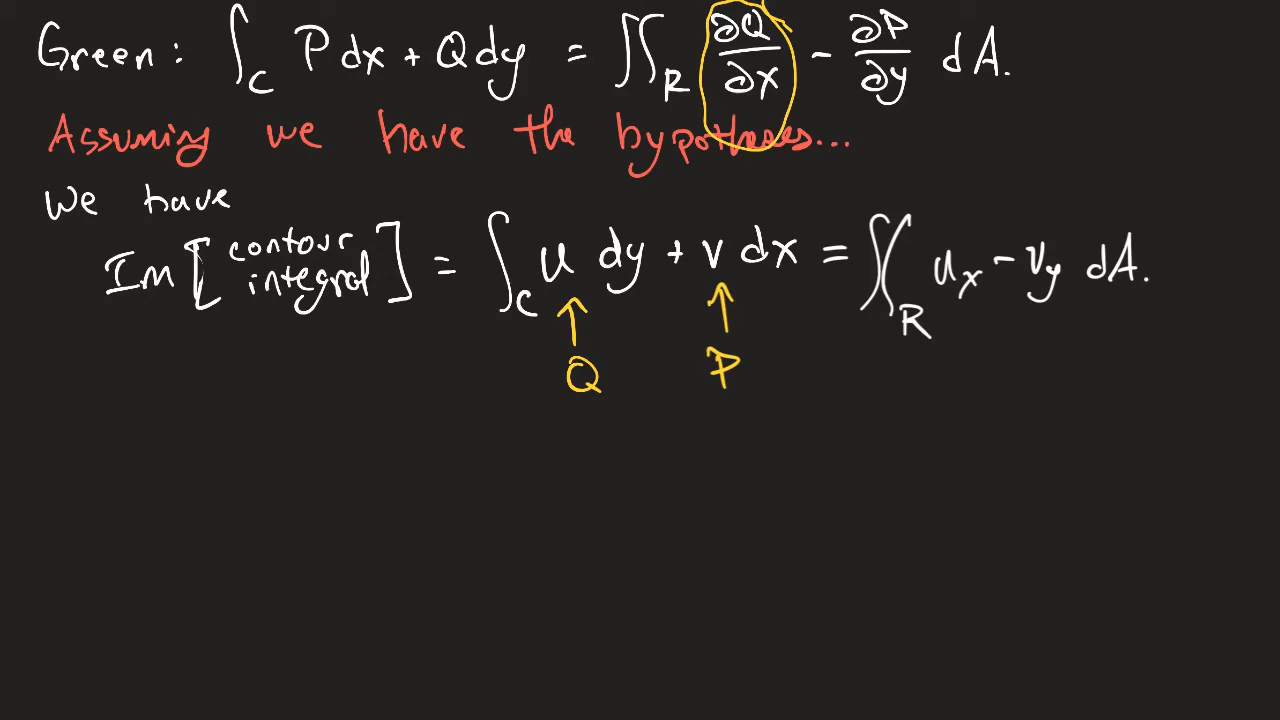 Green: ∫_C P dx + Q dy = ∬_R ∂Q/∂x - ∂P/∂y dA.
Assuming we have the hypotheses...
We have
Im [contour integral] = ∫_C u dy + v dx = ∬_R u_x - v_y dA.
↑ ↑
Q P